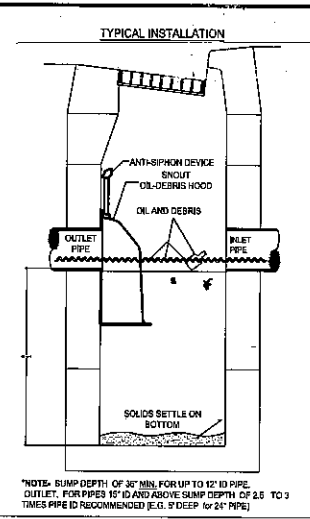 TYPICAL INSTALLATION
ANTI-SIPHON DEVICE
SNOUT
OIL-DEBRIS HOOD
OIL AND DEBRIS
OUTLET
PIPE
INLET
PIPE
SOLIDS SETTLE ON
BOTTOM
*NOTE- SUMP DEPTH OF 36" MIN. FOR UP TO 12" ID PIPE.
OUTLET. FOR PIPES 15" ID AND ABOVE SUMP DEPTH OF 2.5 TO 3
TIMES PIPE ID RECOMMENDED [E.G. 5' DEEP for 24" PIPE]